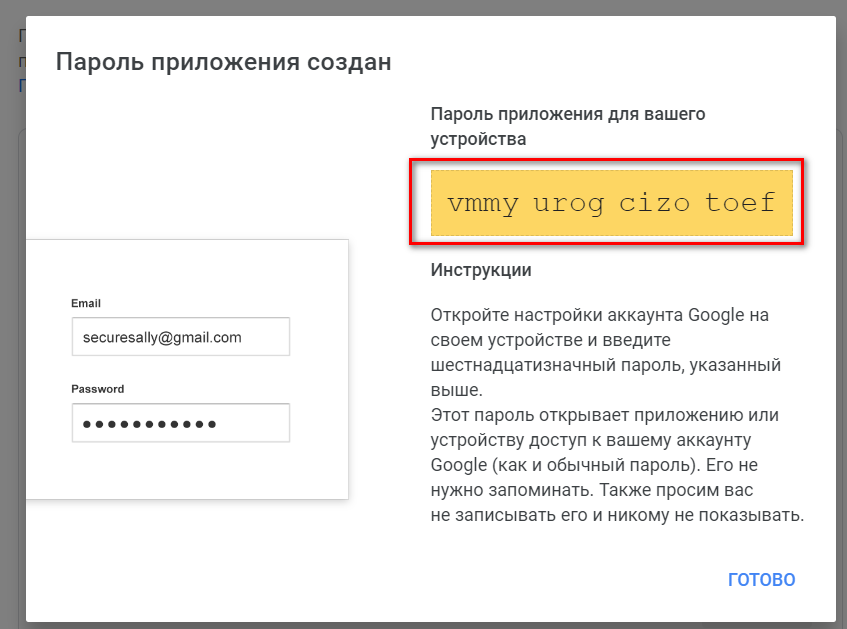 Пароль приложения создан
Пароль приложения для вашего
устройства
vmmy urog cizo toef
Email
securesally@gmail.com
Password
Инструкции
Откройте настройки аккаунта Google на
своем устройстве и введите
шестнадцатизначный пароль, указанный
выше.
Этот пароль открывает приложению или
устройству доступ к вашему аккаунту
Google (как и обычный пароль). Его не
нужно запоминать. Также просим вас
не записывать его и никому не показывать.
ГОТОВО